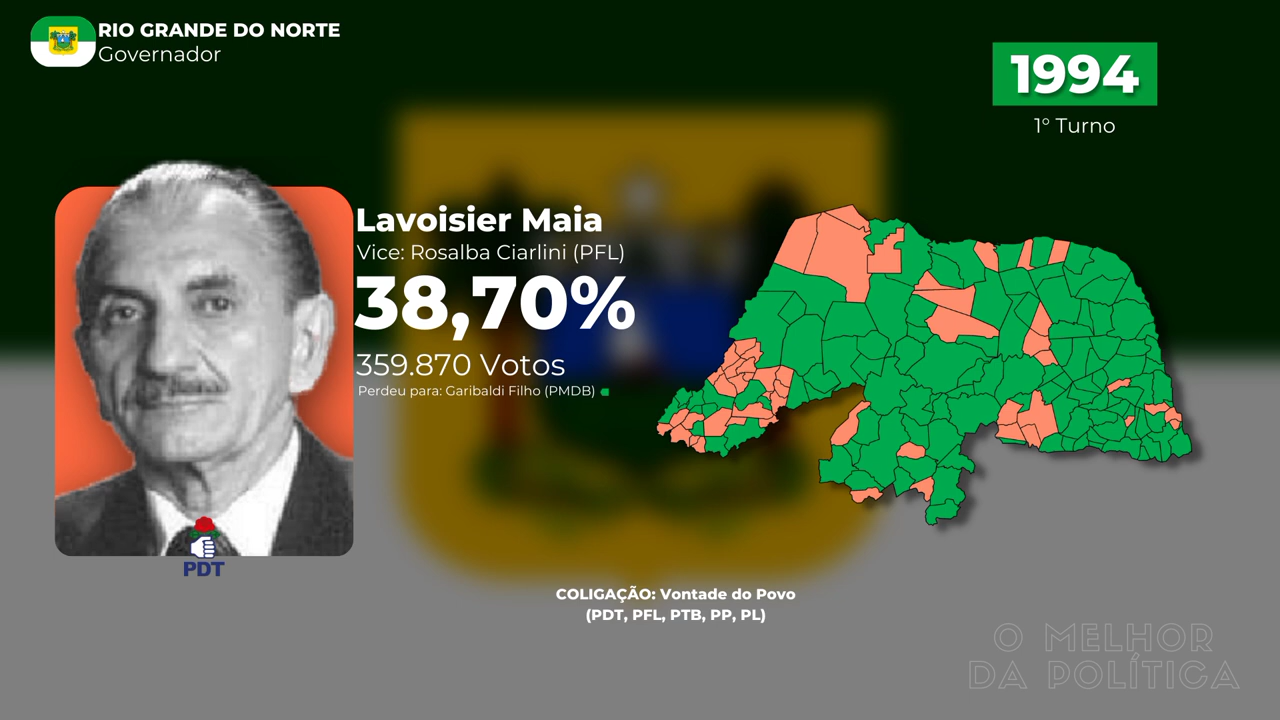 RIO GRANDE DO NORTE
Governador
1994
1° Turno
Lavoisier Maia
Vice: Rosalba Ciarlini (PFL)
38,70%
359.870 Votos
Perdeu para: Garibaldi Filho (PMDB)
PDT
COLIGAÇÃO: Vontade do Povo
(PDT, PFL, PTB, PP, PL)
O MELHOR
DA POLÍTICA